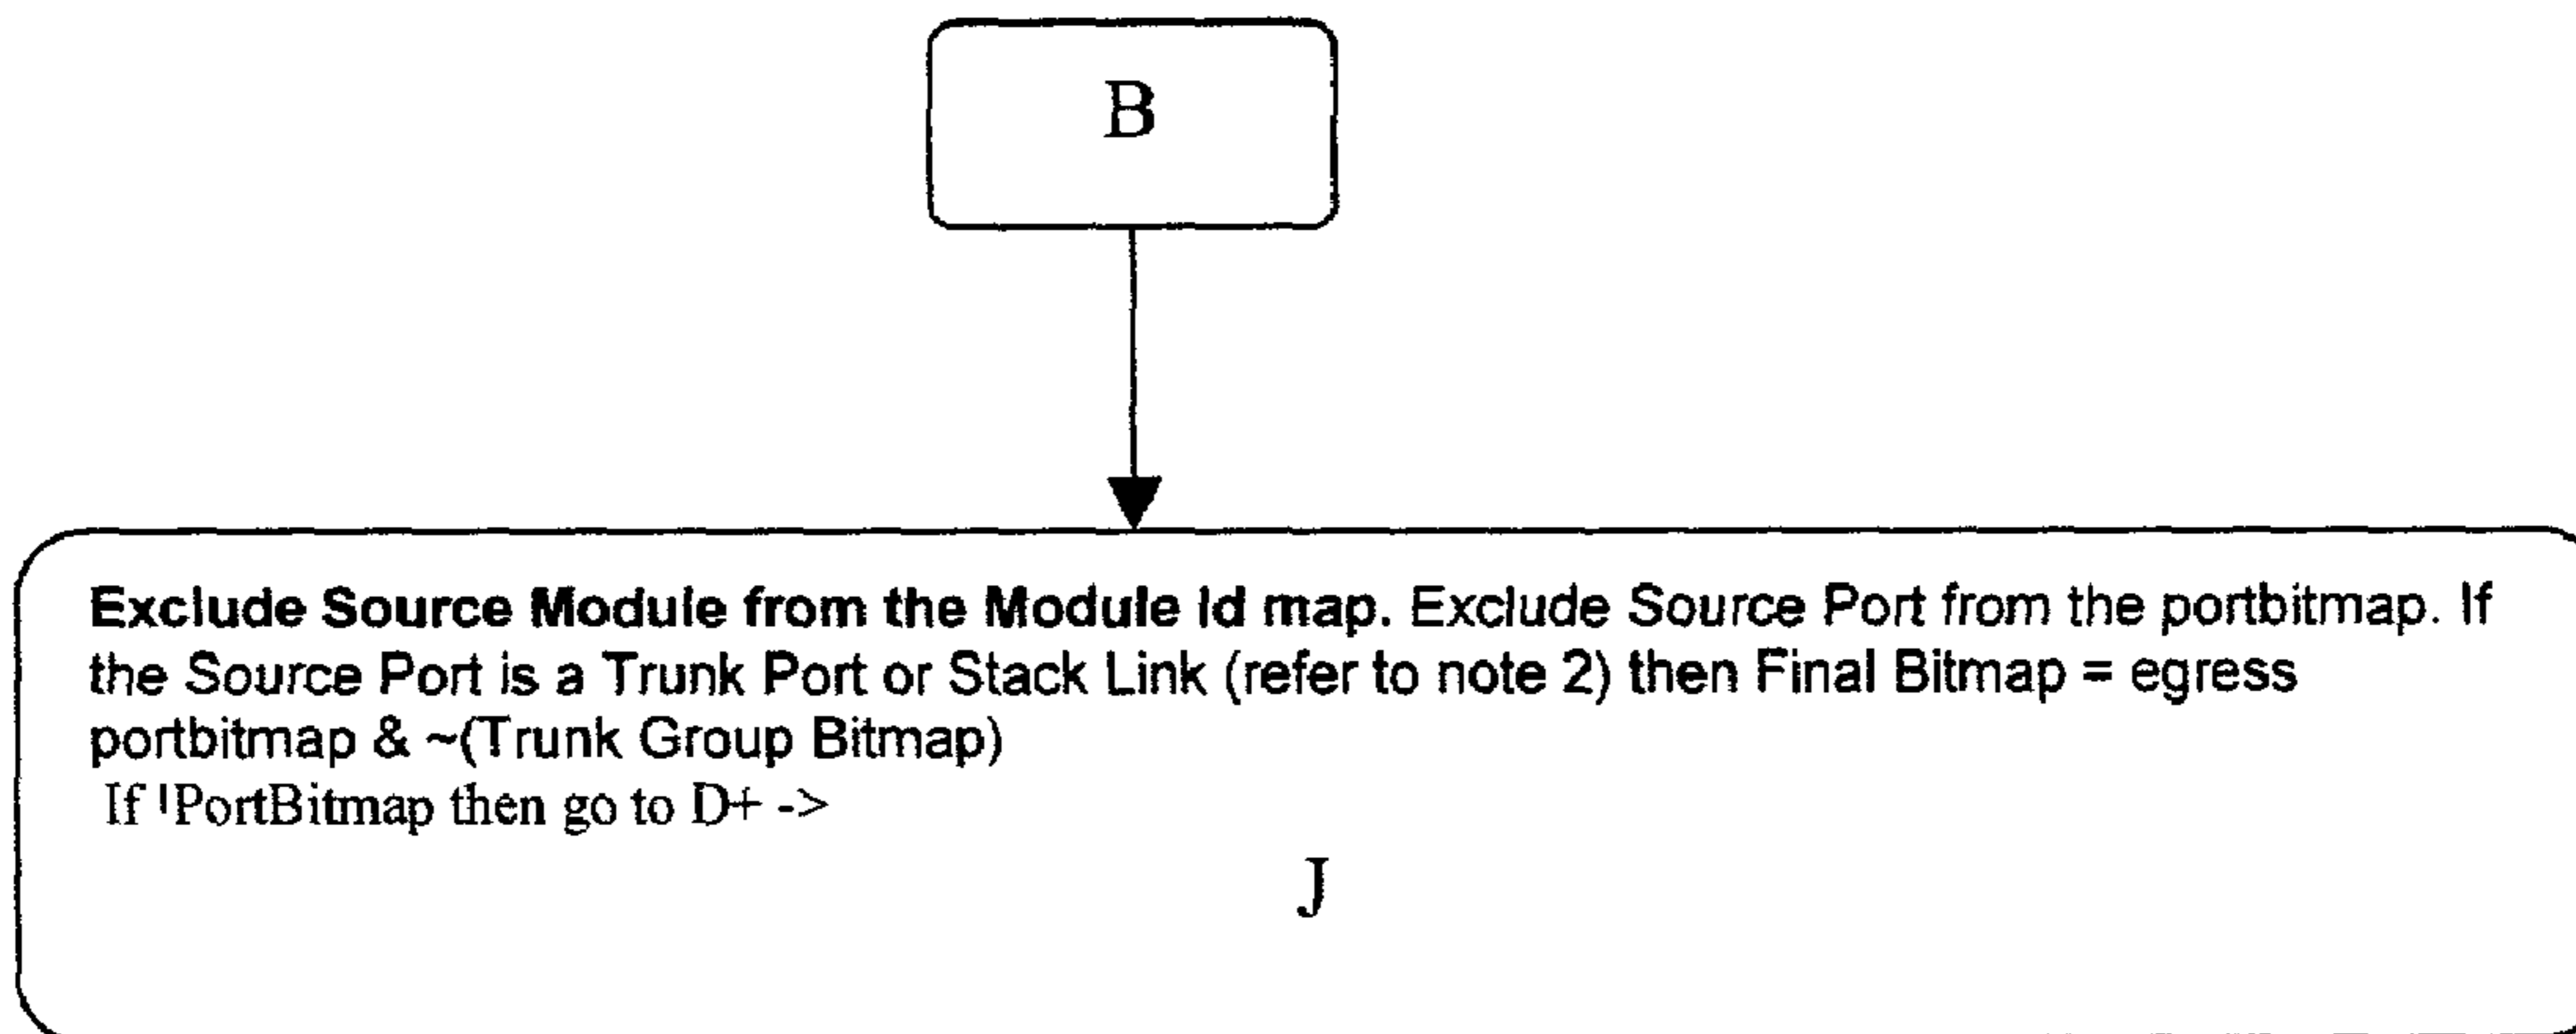 B
Exclude Source Module from the Module Id map. Exclude Source Port from the portbitmap. If
the Source Port is a Trunk Port or Stack Link (refer to note 2) then Final Bitmap = egress
portbitmap & ~(Trunk Group Bitmap)
If !PortBitmap then go to D+ ->
J